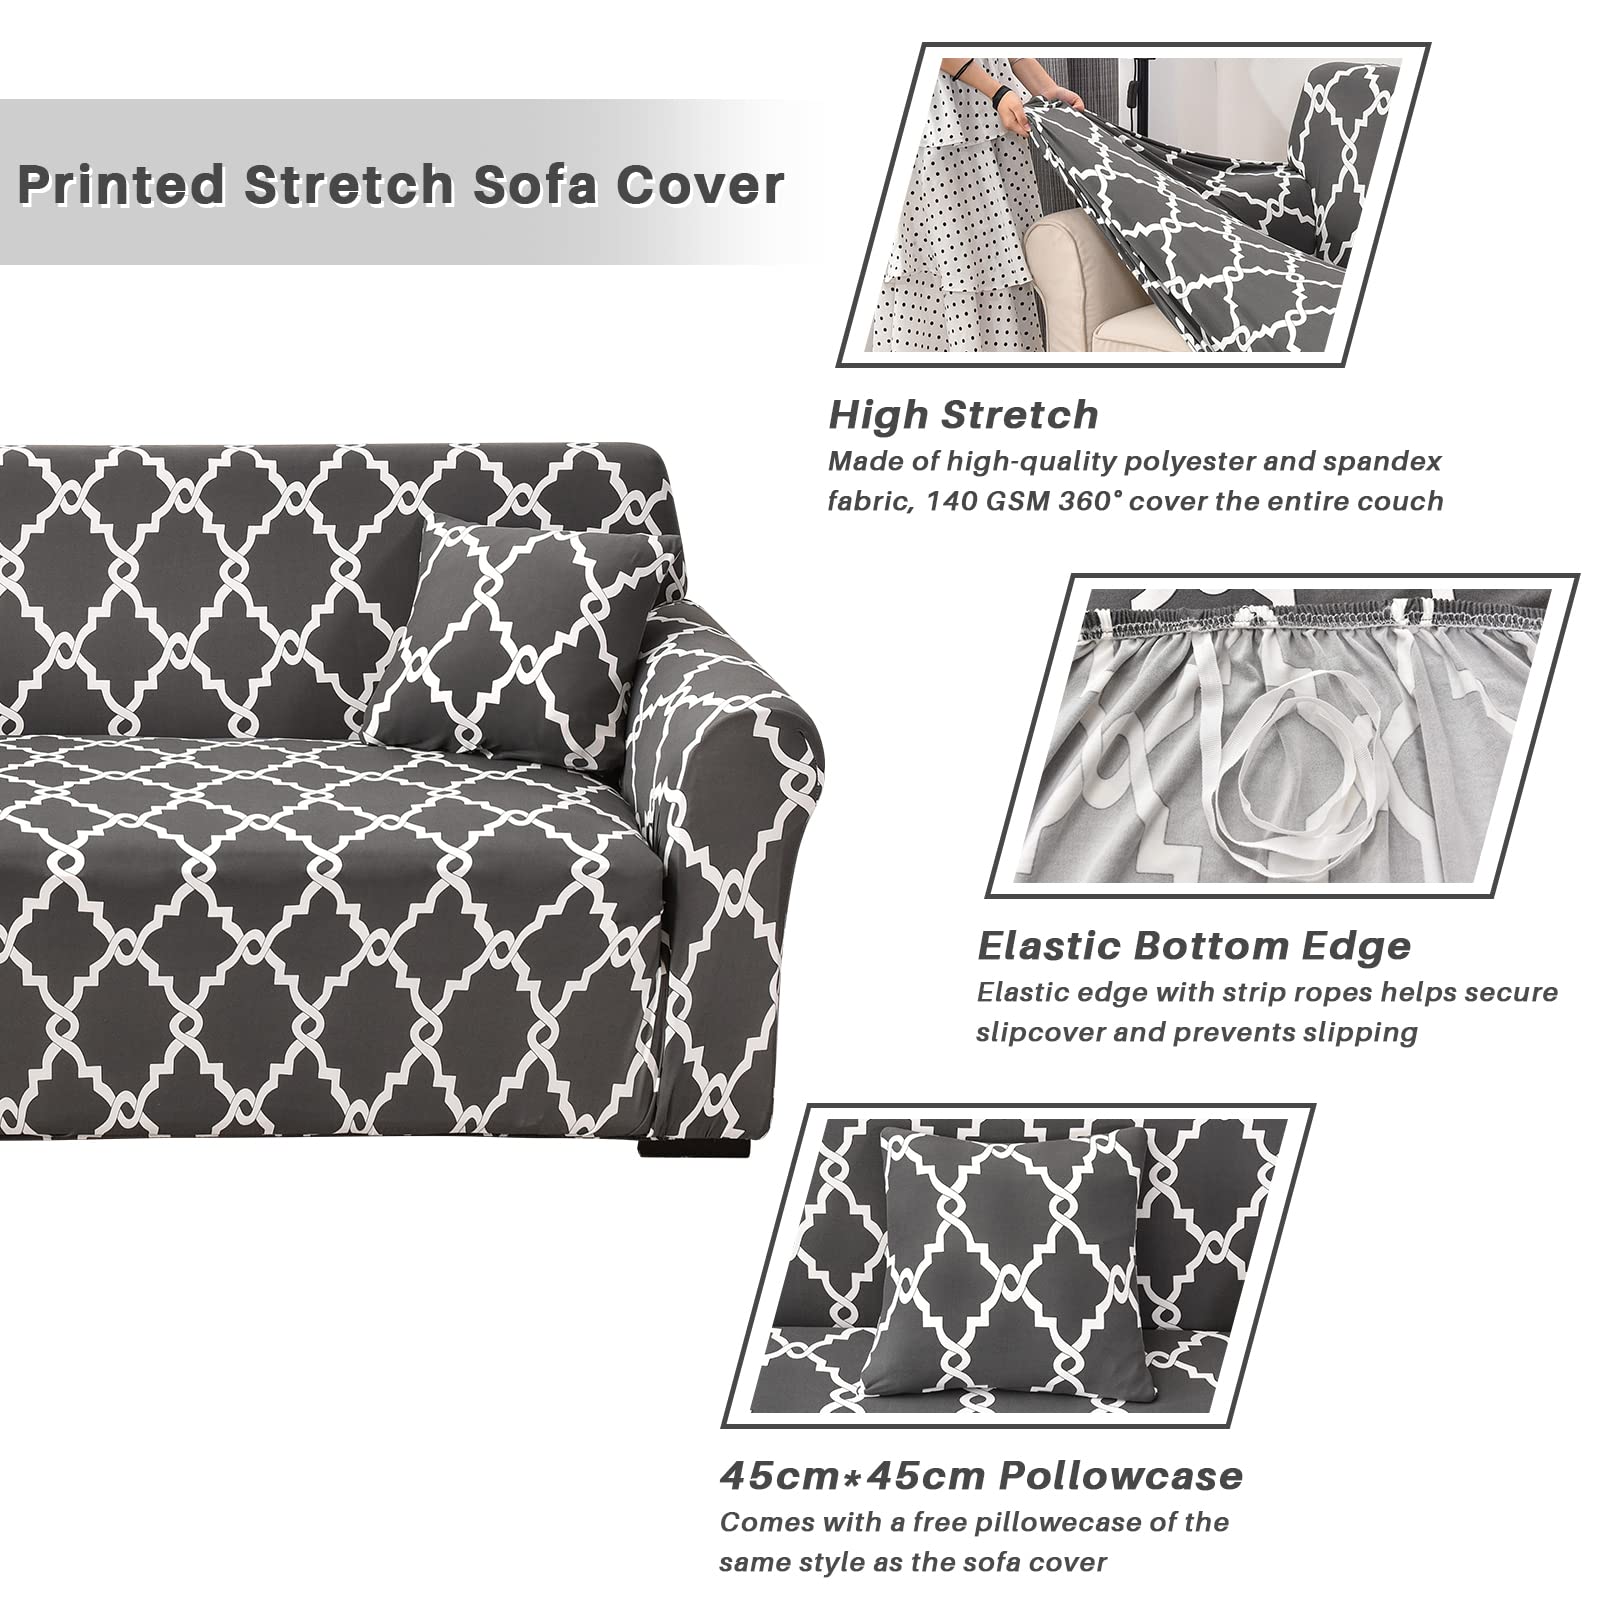 Printed Stretch Sofa Cover
High Stretch
Made of high-quality polyester and spandex
fabric, 140 GSM 360° cover the entire couch
Elastic Bottom Edge
Elastic edge with strip ropes helps secure
slipcover and prevents slipping
45cm*45cm Pollowcase
Comes with a free pillowecase of the
same style as the sofa cover